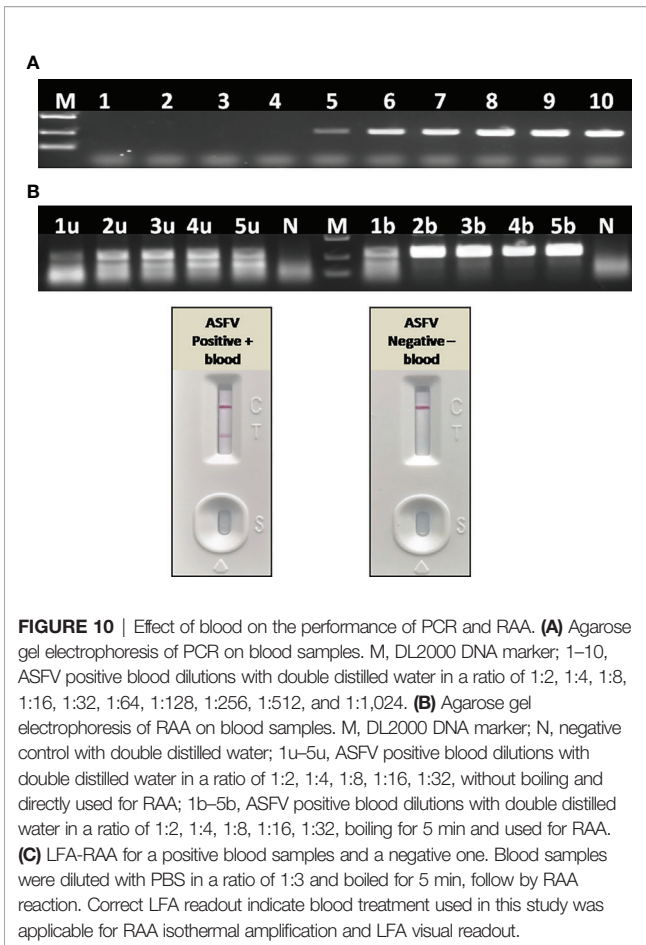 A
M 1 2 3 4 5 6 7 8 9 10
B
1u 2u 3u 4u 5u N M 1b 2b 3b 4b 5b N
ASFV
Positive +
blood
C
T
S
ASFV
Negative –
blood
C
T
S
FIGURE 10 | Effect of blood on the performance of PCR and RAA. (A) Agarose
gel electrophoresis of PCR on blood samples. M, DL2000 DNA marker; 1–10,
ASFV positive blood dilutions with double distilled water in a ratio of 1:2, 1:4, 1:8,
1:16, 1:32, 1:64, 1:128, 1:256, 1:512, and 1:1,024. (B) Agarose gel
electrophoresis of RAA on blood samples. M, DL2000 DNA marker; N, negative
control with double distilled water; 1u–5u, ASFV positive blood dilutions with
double distilled water in a ratio of 1:2, 1:4, 1:8, 1:16, 1:32, without boiling and
directly used for RAA; 1b–5b, ASFV positive blood dilutions with double distilled
water in a ratio of 1:2, 1:4, 1:8, 1:16, 1:32, boiling for 5 min and used for RAA.
(C) LFA-RAA for a positive blood samples and a negative one. Blood samples
were diluted with PBS in a ratio of 1:3 and boiled for 5 min, follow by RAA
reaction. Correct LFA readout indicate blood treatment used in this study was
applicable for RAA isothermal amplification and LFA visual readout.